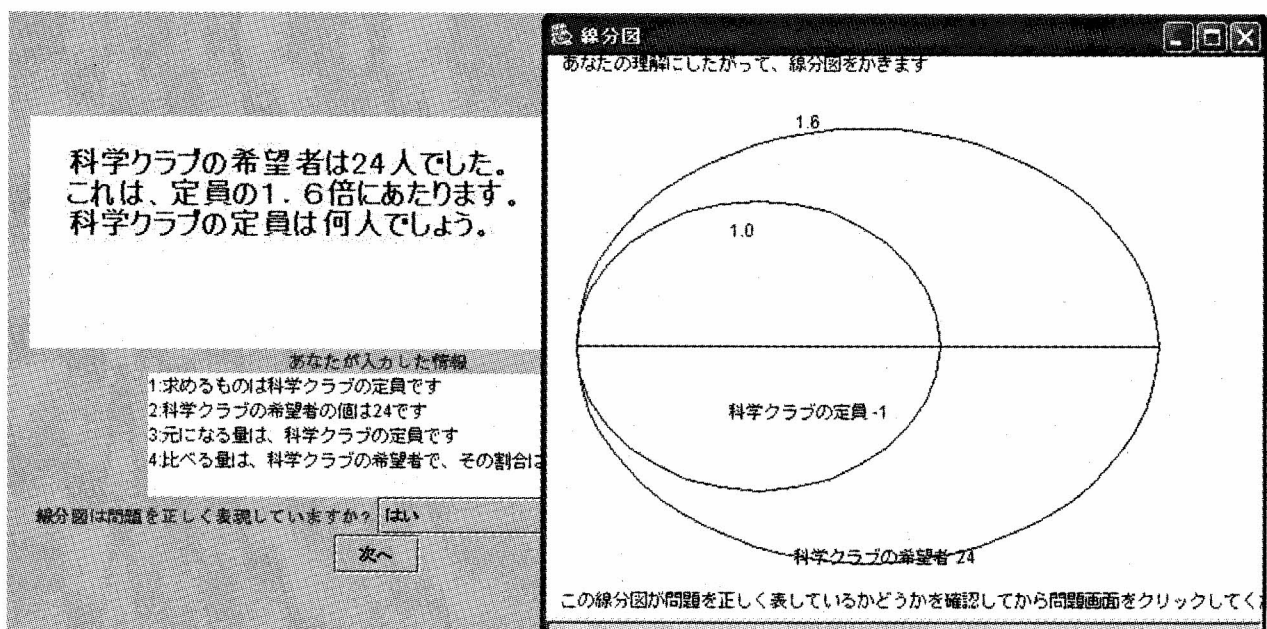 科学クラブの希望者は24人でした。
これは、定員の1.6倍にあたります。
科学クラブの定員は何人でしょう。
あなたが入力した情報
1:求めるものは科学クラブの定員です
2:科学クラブの希望者の値は24です
3:元になる量は、科学クラブの定員です
4:比べる量は、科学クラブの希望者で、その割合は
線分図は問題を正しく表現していますか? はい
次へ
線分図
あなたの理解にしたがって、線分図をかきます
1.6
1.0
科学クラブの定員 -1
科学クラブの希望者 24
この線分図が問題を正しく表しているかどうかを確認してから問題画面をクリックしてく